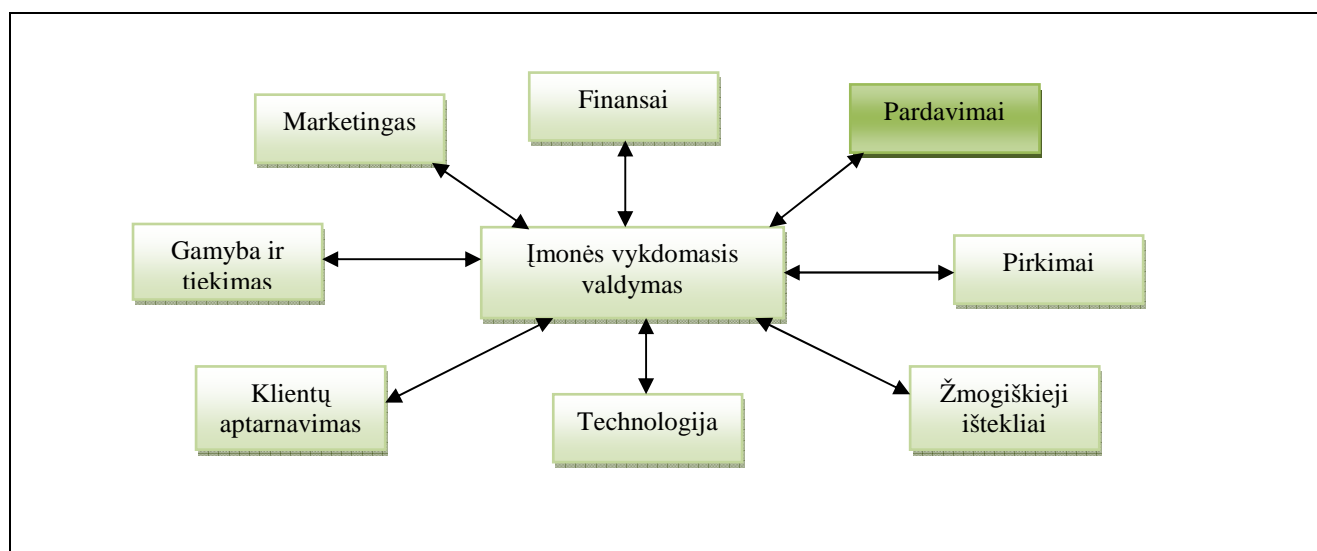 Finansai
Marketingas
Pardavimai
Gamyba ir
tiekimas
Įmonės vykdomasis
valdymas
Pirkimai
Klientų
aptarnavimas
Technologija
Žmogiškieji
ištekliai